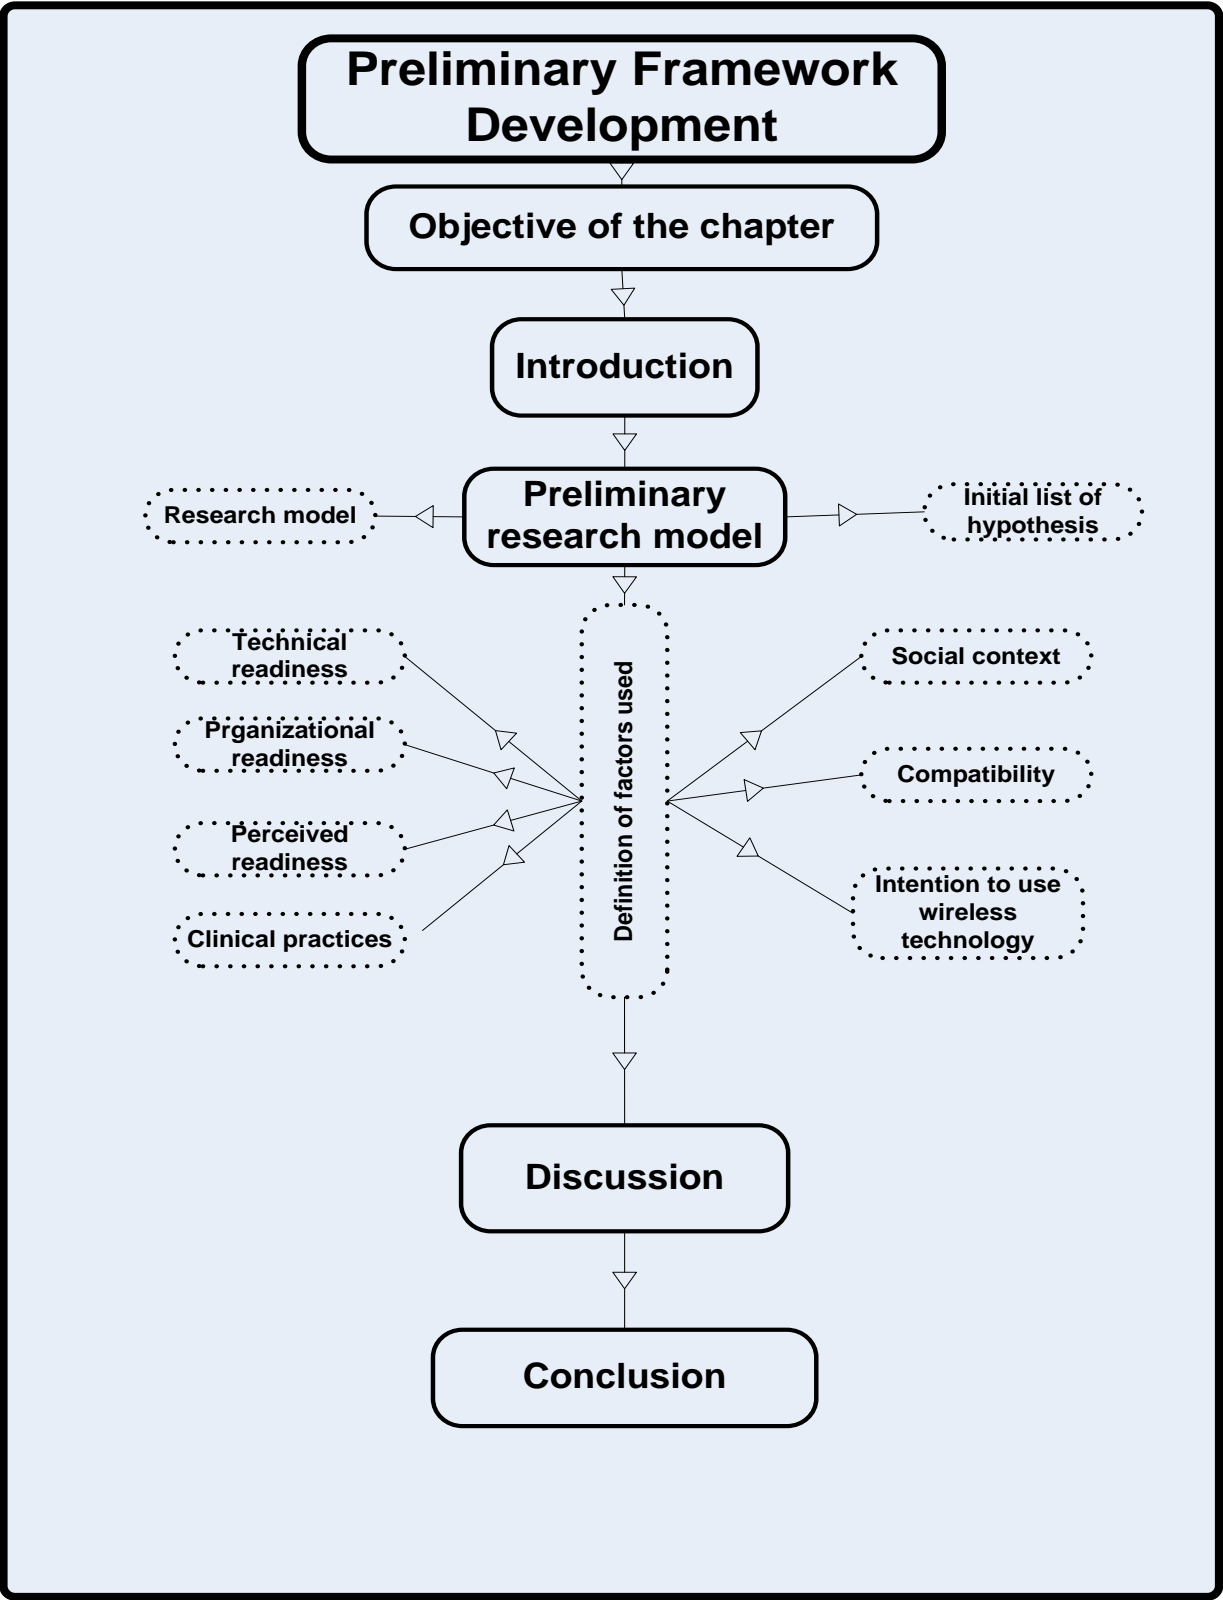 Preliminary Framework
Development
Objective of the chapter
Introduction
Preliminary
research model
Research model
Initial list of
hypothesis
Definition of factors used
Technical
readiness
Prganizational
readiness
Perceived
readiness
Clinical practices
Social context
Compatibility
Intention to use
wireless
technology
Discussion
Conclusion